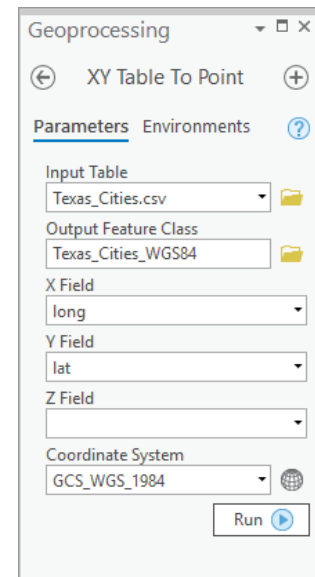 Geoprocessing
XY Table To Point
Parameters Environments
Input Table
Texas_Cities.csv
Output Feature Class
Texas_Cities_WGS84
X Field
long
Y Field
lat
Z Field
Coordinate System
GCS_WGS_1984
Run